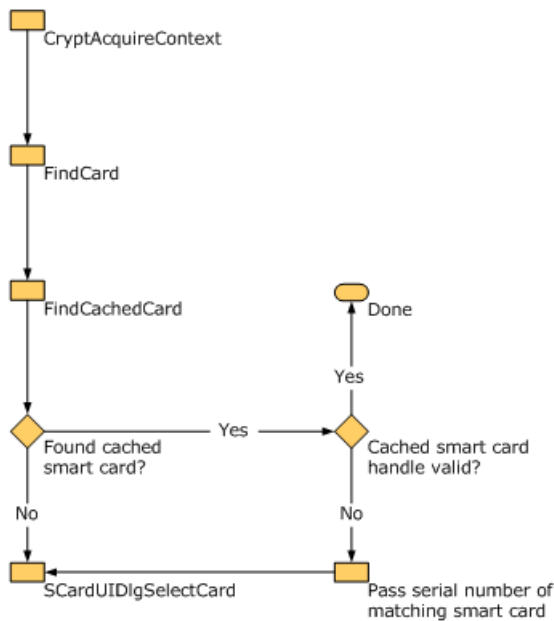 CryptAcquireContext
FindCard
FindCachedCard
Done
Yes
Found cached
smart card?
Yes
Cached smart card
handle valid?
No
No
SCardUIDlgSelectCard
Pass serial number of
matching smart card